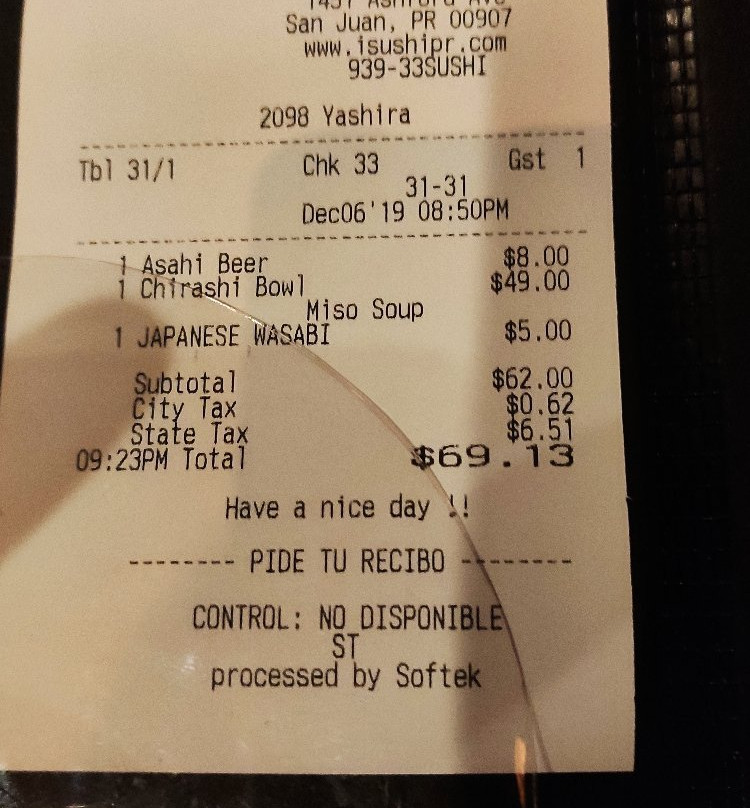 San Juan, PR 00907
www.isushipr.com
939-33SUSHI
2098 Yashira
Tbl 31/1 Chk 33 Gst 1
31-31
Dec06'19 08:50PM
1 Asahi Beer $8.00
1 Chirashi Bowl $49.00
Miso Soup
1 JAPANESE WASABI $5.00
Subtotal $62.00
City Tax $0.62
State Tax $6.51
09:23PM Total $69.13
Have a nice day !!
-------- PIDE TU RECIBO --------
CONTROL: NO DISPONIBLE
ST
processed by Softek